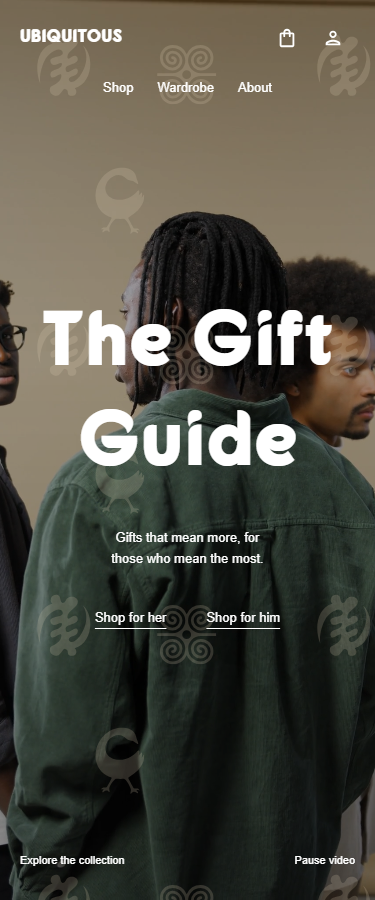 UBIQUITOUS
Shop Wardrobe About
The Gift
Guide
Gifts that mean more, for
those who mean the most.
Shop for her Shop for him
Explore the collection Pause video